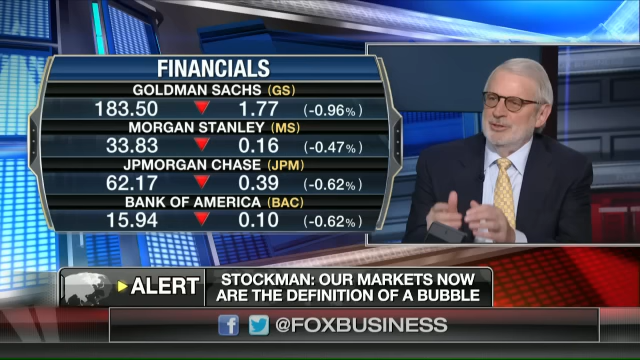 FINANCIALS
GOLDMAN SACHS (GS)
183.50 ▼ 1.77 (-0.96%)
MORGAN STANLEY (MS)
33.83 ▼ 0.16 (-0.47%)
JPMORGAN CHASE (JPM)
62.17 ▼ 0.39 (-0.62%)
BANK OF AMERICA (BAC)
15.94 ▼ 0.10 (-0.62%)
ALERT
STOCKMAN: OUR MARKETS NOW
ARE THE DEFINITION OF A BUBBLE
@FOXBUSINESS